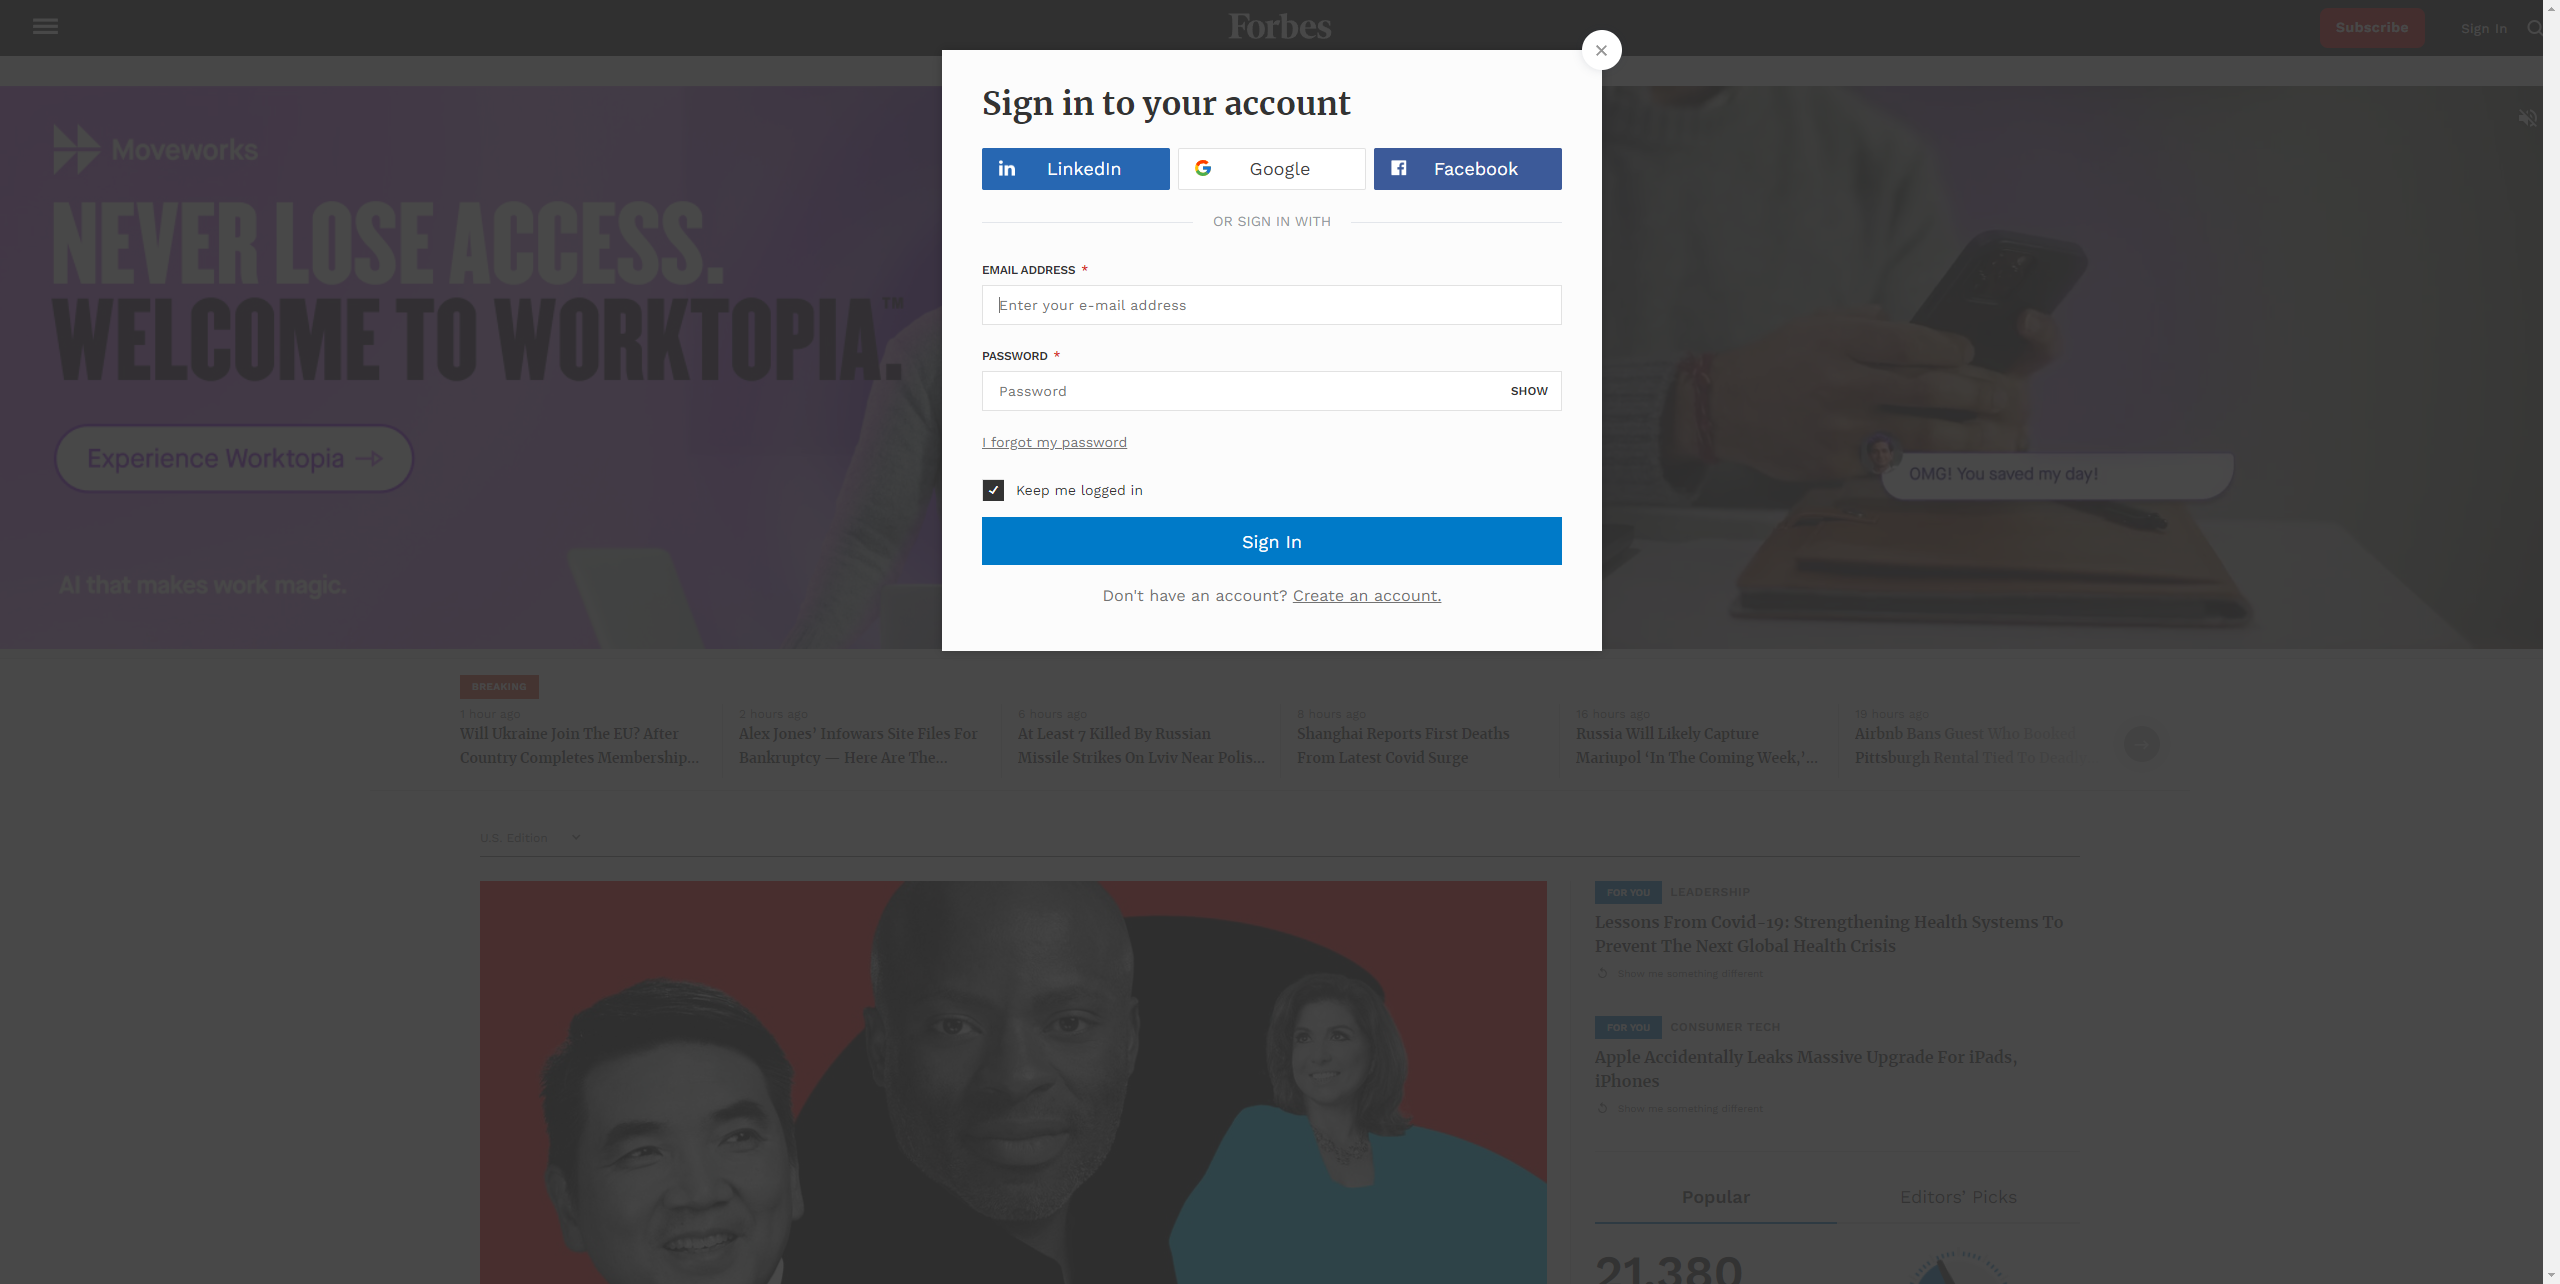 Forbes
Subscribe
Sign In
Sign in to your account
LinkedIn
Google
Facebook
OR SIGN IN WITH
EMAIL ADDRESS *
Enter your e-mail address
PASSWORD *
Password
SHOW
I forgot my password
Keep me logged in
Sign In
Don't have an account? Create an account.
Moveworks
NEVER LOSE ACCESS.
WELCOME TO WORKTOPIA.™
Experience Worktopia
AI that makes work magic.
OMG! You saved my day!
BREAKING
1 hour ago
Will Ukraine Join The EU? After
Country Completes Membership...
2 hours ago
Alex Jones’ Infowars Site Files For
Bankruptcy — Here Are The...
6 hours ago
At Least 7 Killed By Russian
Missile Strikes On Lviv Near Polis...
8 hours ago
Shanghai Reports First Deaths
From Latest Covid Surge
16 hours ago
Russia Will Likely Capture
Mariupol ‘In The Coming Week,’...
19 hours ago
Airbnb Bans Guest Who Booked
Pittsburgh Rental Tied To Deadly
U.S. Edition
FOR YOU LEADERSHIP
Lessons From Covid-19: Strengthening Health Systems To
Prevent The Next Global Health Crisis
Show me something different
FOR YOU CONSUMER TECH
Apple Accidentally Leaks Massive Upgrade For iPads,
iPhones
Show me something different
Popular
Editors' Picks
21,380